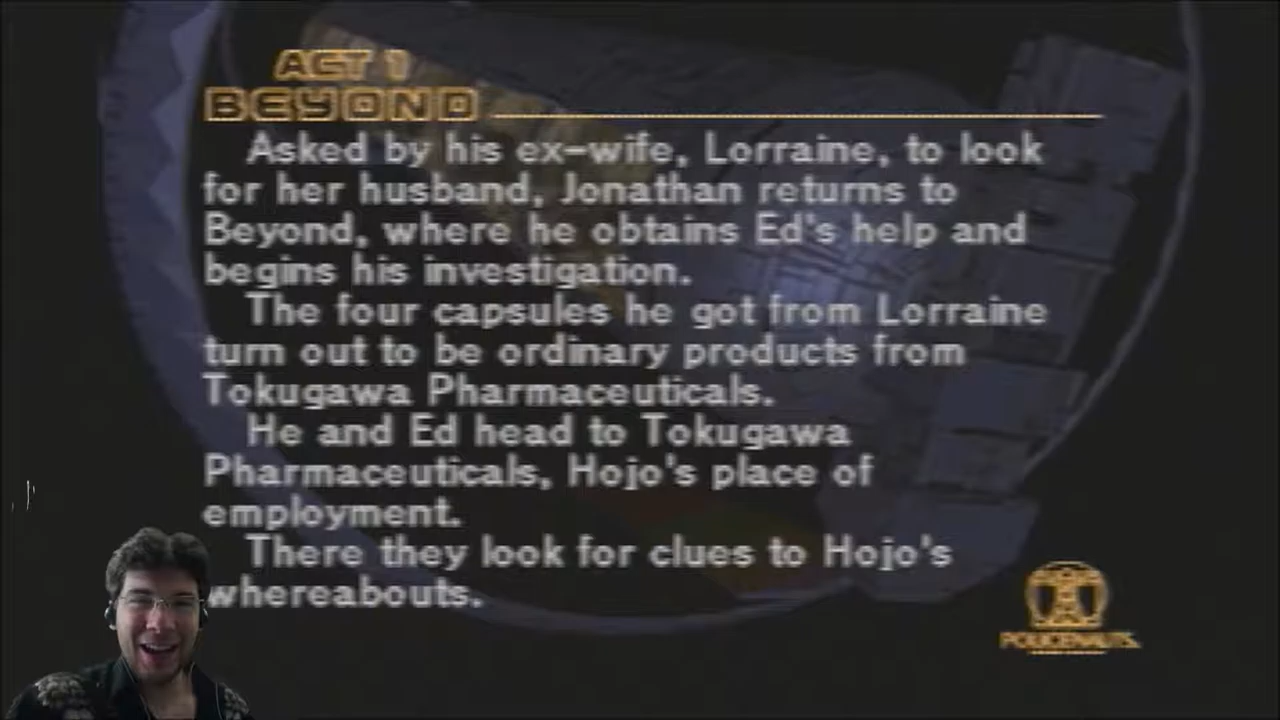 ACT 1
BEYOND
Asked by his ex-wife, Lorraine, to look
for her husband, Jonathan returns to
Beyond, where he obtains Ed's help and
begins his investigation.
The four capsules he got from Lorraine
turn out to be ordinary products from
Tokugawa Pharmaceuticals.
He and Ed head to Tokugawa
Pharmaceuticals, Hojo's place of
employment.
There they look for clues to Hojo's
whereabouts.
POLICENAUTS